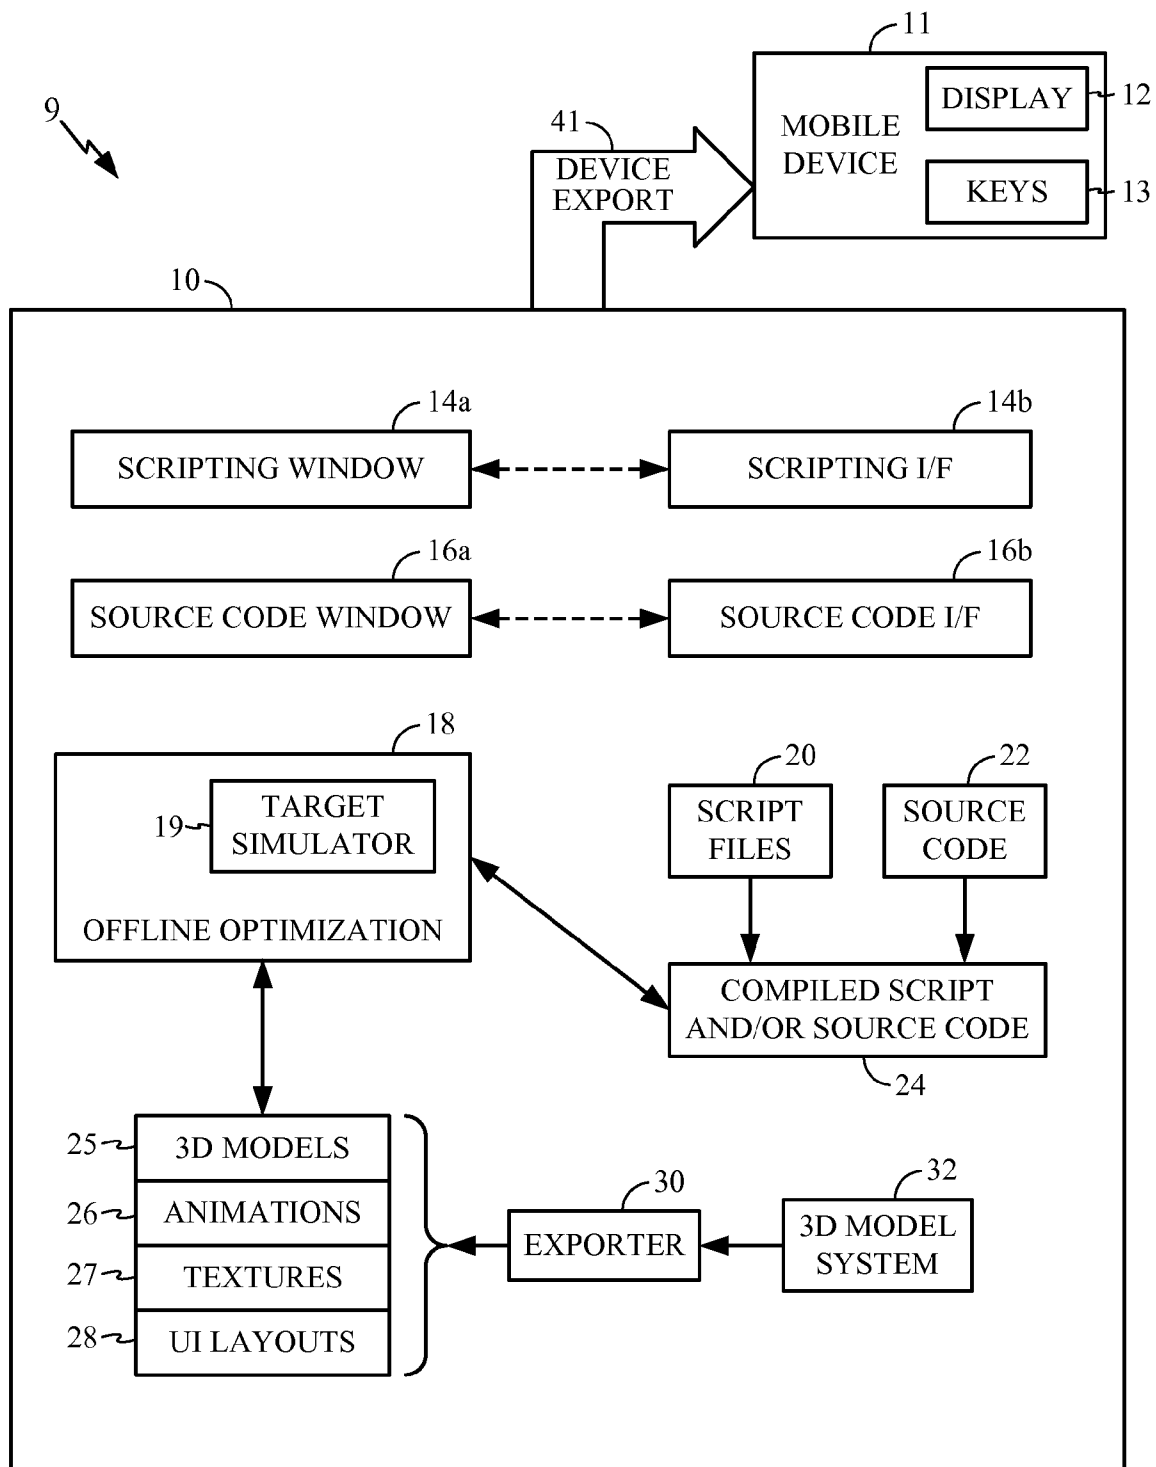 11
DISPLAY
12
9
41
MOBILE
DEVICE
DEVICE
EXPORT
KEYS
13
10
14a
14b
SCRIPTING WINDOW
SCRIPTING I/F
16a
16b
SOURCE CODE WINDOW
SOURCE CODE I/F
18
20
22
19
TARGET
SIMULATOR
SCRIPT
FILES
SOURCE
CODE
OFFLINE OPTIMIZATION
COMPILED SCRIPT
AND/OR SOURCE CODE
24
25
3D MODELS
26
ANIMATIONS
27
TEXTURES
28
UI LAYOUTS
30
EXPORTER
32
3D MODEL
SYSTEM